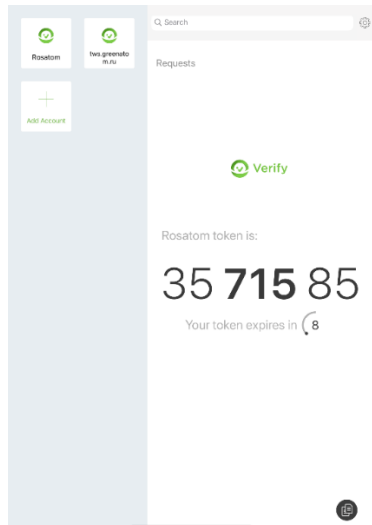 Search
Rosatom
tws.greenato
m.ru
Add Account
Requests
Verify
Rosatom token is:
35 715 85
Your token expires in 8